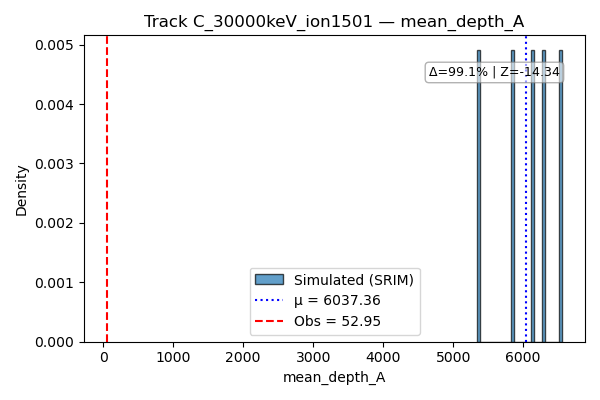 Track C_30000keV_ion1501 — mean_depth_A
Density
0.005
0.004
0.003
0.002
0.001
0.000
Δ=99.1% | Z=-14.34
Simulated (SRIM)
μ = 6037.36
Obs = 52.95
0 1000 2000 3000 4000 5000 6000
mean_depth_A